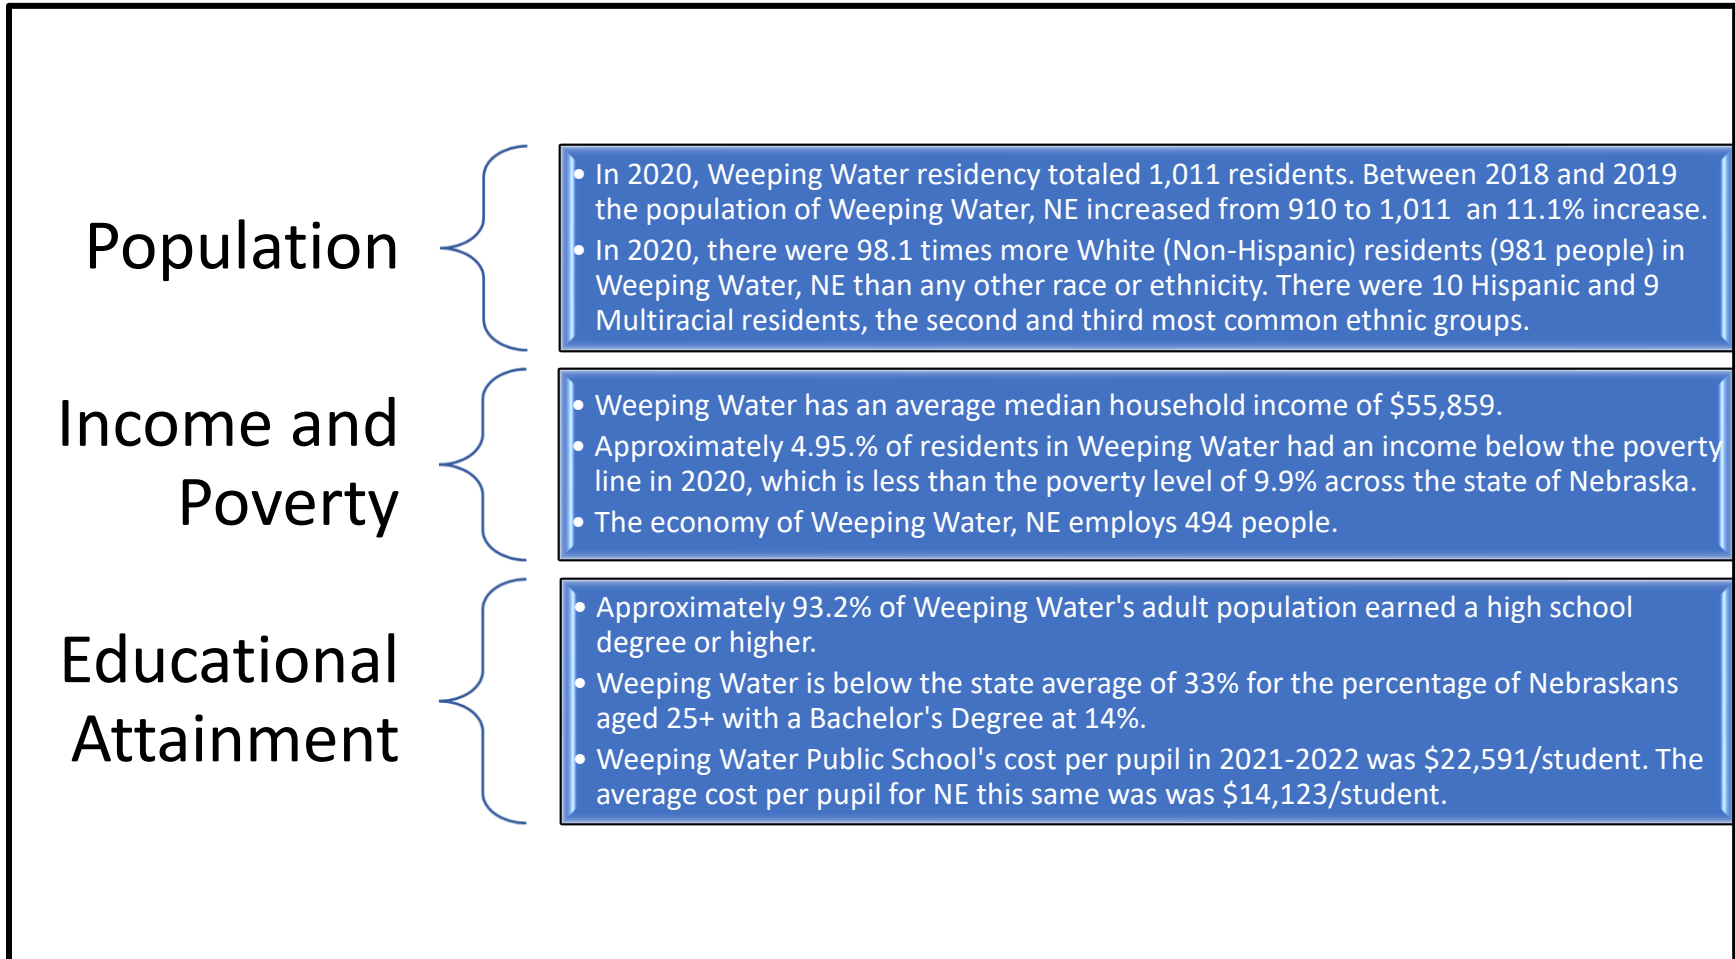 Population
• In 2020, Weeping Water residency totaled 1,011 residents. Between 2018 and 2019
the population of Weeping Water, NE increased from 910 to 1,011  an 11.1% increase.
• In 2020, there were 98.1 times more White (Non-Hispanic) residents (981 people) in
Weeping Water, NE than any other race or ethnicity. There were 10 Hispanic and 9
Multiracial residents, the second and third most common ethnic groups.
Income and
Poverty
• Weeping Water has an average median household income of $55,859.
• Approximately 4.95.% of residents in Weeping Water had an income below the poverty
line in 2020, which is less than the poverty level of 9.9% across the state of Nebraska.
• The economy of Weeping Water, NE employs 494 people.
Educational
Attainment
• Approximately 93.2% of Weeping Water's adult population earned a high school
degree or higher.
• Weeping Water is below the state average of 33% for the percentage of Nebraskans
aged 25+ with a Bachelor's Degree at 14%.
• Weeping Water Public School's cost per pupil in 2021-2022 was $22,591/student. The
average cost per pupil for NE this same was was $14,123/student.